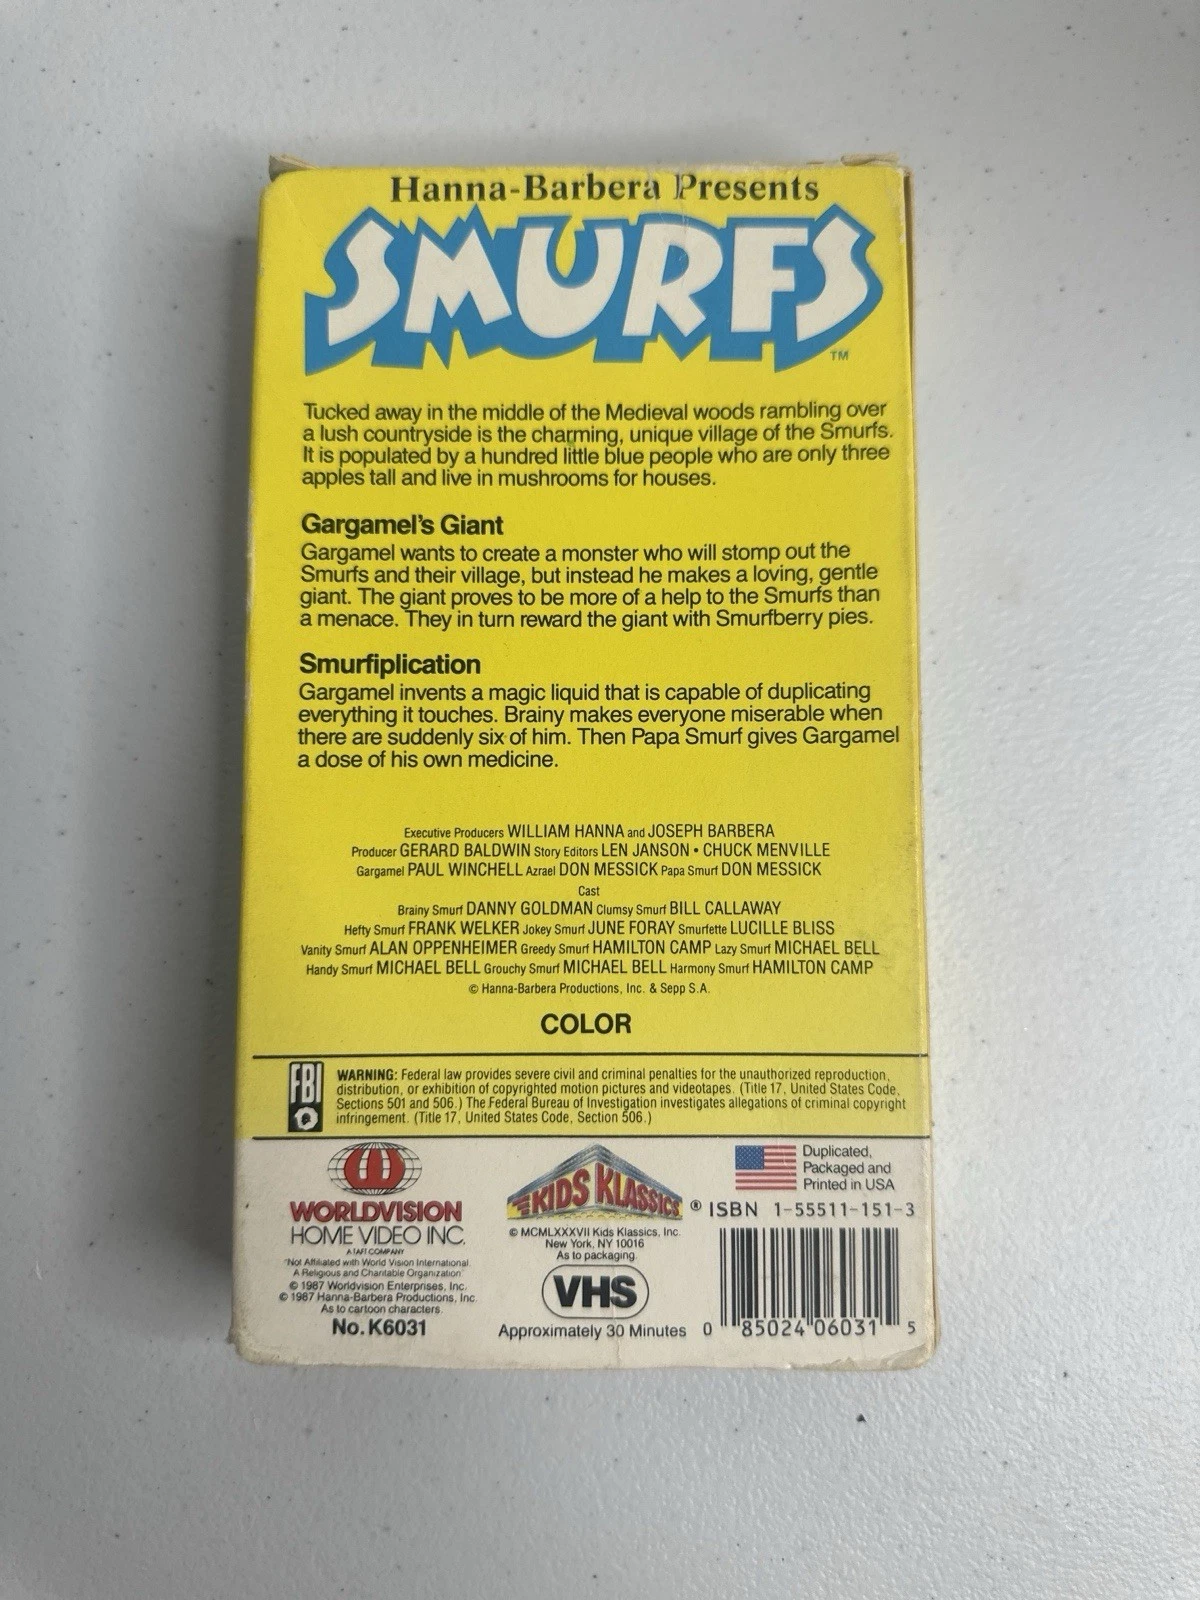 Hanna-Barbera Presents
SMURFS
TM
Tucked away in the middle of the Medieval woods rambling over
a lush countryside is the charming, unique village of the Smurfs.
It is populated by a hundred little blue people who are only three
apples tall and live in mushrooms for houses.
Gargamel's Giant
Gargamel wants to create a monster who will stomp out the
Smurfs and their village, but instead he makes a loving, gentle
giant. The giant proves to be more of a help to the Smurfs than
a menace. They in turn reward the giant with Smurfberry pies.
Smurfiplication
Gargamel invents a magic liquid that is capable of duplicating
everything it touches. Brainy makes everyone miserable when
there are suddenly six of him. Then Papa Smurf gives Gargamel
a dose of his own medicine.
Executive Producers WILLIAM HANNA and JOSEPH BARBERA
Producer GERARD BALDWIN Story Editors LEN JANSON • CHUCK MENVILLE
Gargamel PAUL WINCHELL Azrael DON MESSICK Papa Smurf DON MESSICK
Cast
Brainy Smurf DANNY GOLDMAN Clumsy Smurf BILL CALLAWAY
Hefty Smurf FRANK WELKER Jokey Smurf JUNE FORAY Smurfette LUCILLE BLISS
Vanity Smurf ALAN OPPENHEIMER Greedy Smurf HAMILTON CAMP Lazy Smurf MICHAEL BELL
Handy Smurf MICHAEL BELL Grouchy Smurf MICHAEL BELL Harmony Smurf HAMILTON CAMP
© Hanna-Barbera Productions, Inc. & Sepp S.A.
COLOR
FBI
WARNING: Federal law provides severe civil and criminal penalties for the unauthorized reproduction,
distribution, or exhibition of copyrighted motion pictures and videotapes. (Title 17, United States Code,
Sections 501 and 506.) The Federal Bureau of Investigation investigates allegations of criminal copyright
infringement. (Title 17, United States Code, Section 506.)
WORLDVISION
HOME VIDEO INC.
A TAFT COMPANY
"Not Affiliated with World Vision International.
A Religious and Charitable Organization"
© 1987 Worldvision Enterprises, Inc.
© 1987 Hanna-Barbera Productions, Inc.
As to cartoon characters.
No. K6031
KIDS KLASSICS ®
© MCMLXXXVII Kids Klassics, Inc.
New York, NY 10016
As to packaging.
VHS
Approximately 30 Minutes
Duplicated,
Packaged and
Printed in USA
ISBN 1-55511-151-3
0 85024 06031 5